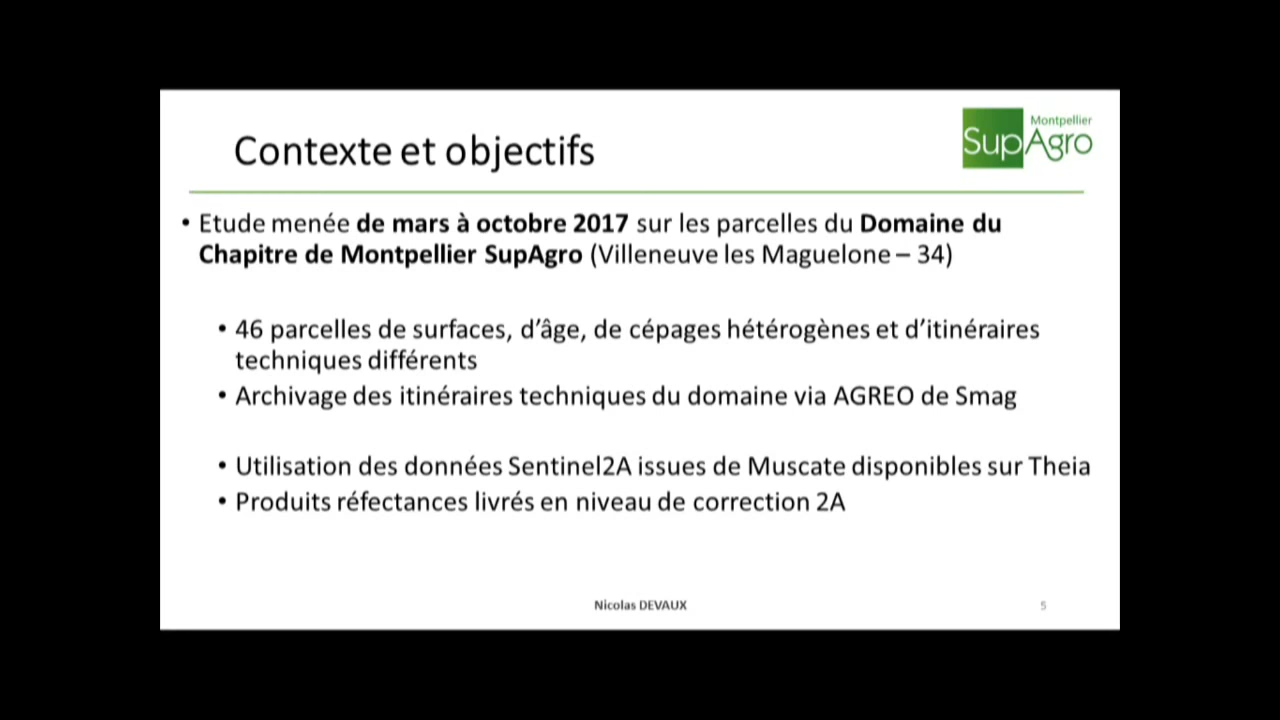 Contexte et objectifs
Montpellier
SupAgro
• Etude menée de mars à octobre 2017 sur les parcelles du Domaine du
Chapitre de Montpellier SupAgro (Villeneuve les Maguelone – 34)
• 46 parcelles de surfaces, d’âge, de cépages hétérogènes et d’itinéraires
techniques différents
• Archivage des itinéraires techniques du domaine via AGREO de Smag
• Utilisation des données Sentinel2A issues de Muscate disponibles sur Theia
• Produits réfectances livrés en niveau de correction 2A
Nicolas DEVAUX
5